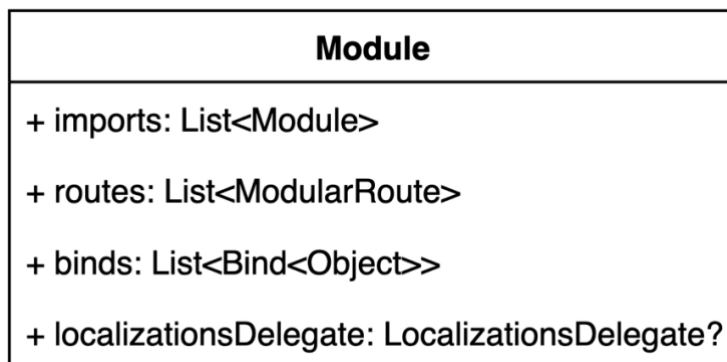 Module
+ imports: List<Module>
+ routes: List<ModularRoute>
+ binds: List<Bind<Object>>
+ localizationsDelegate: LocalizationsDelegate?